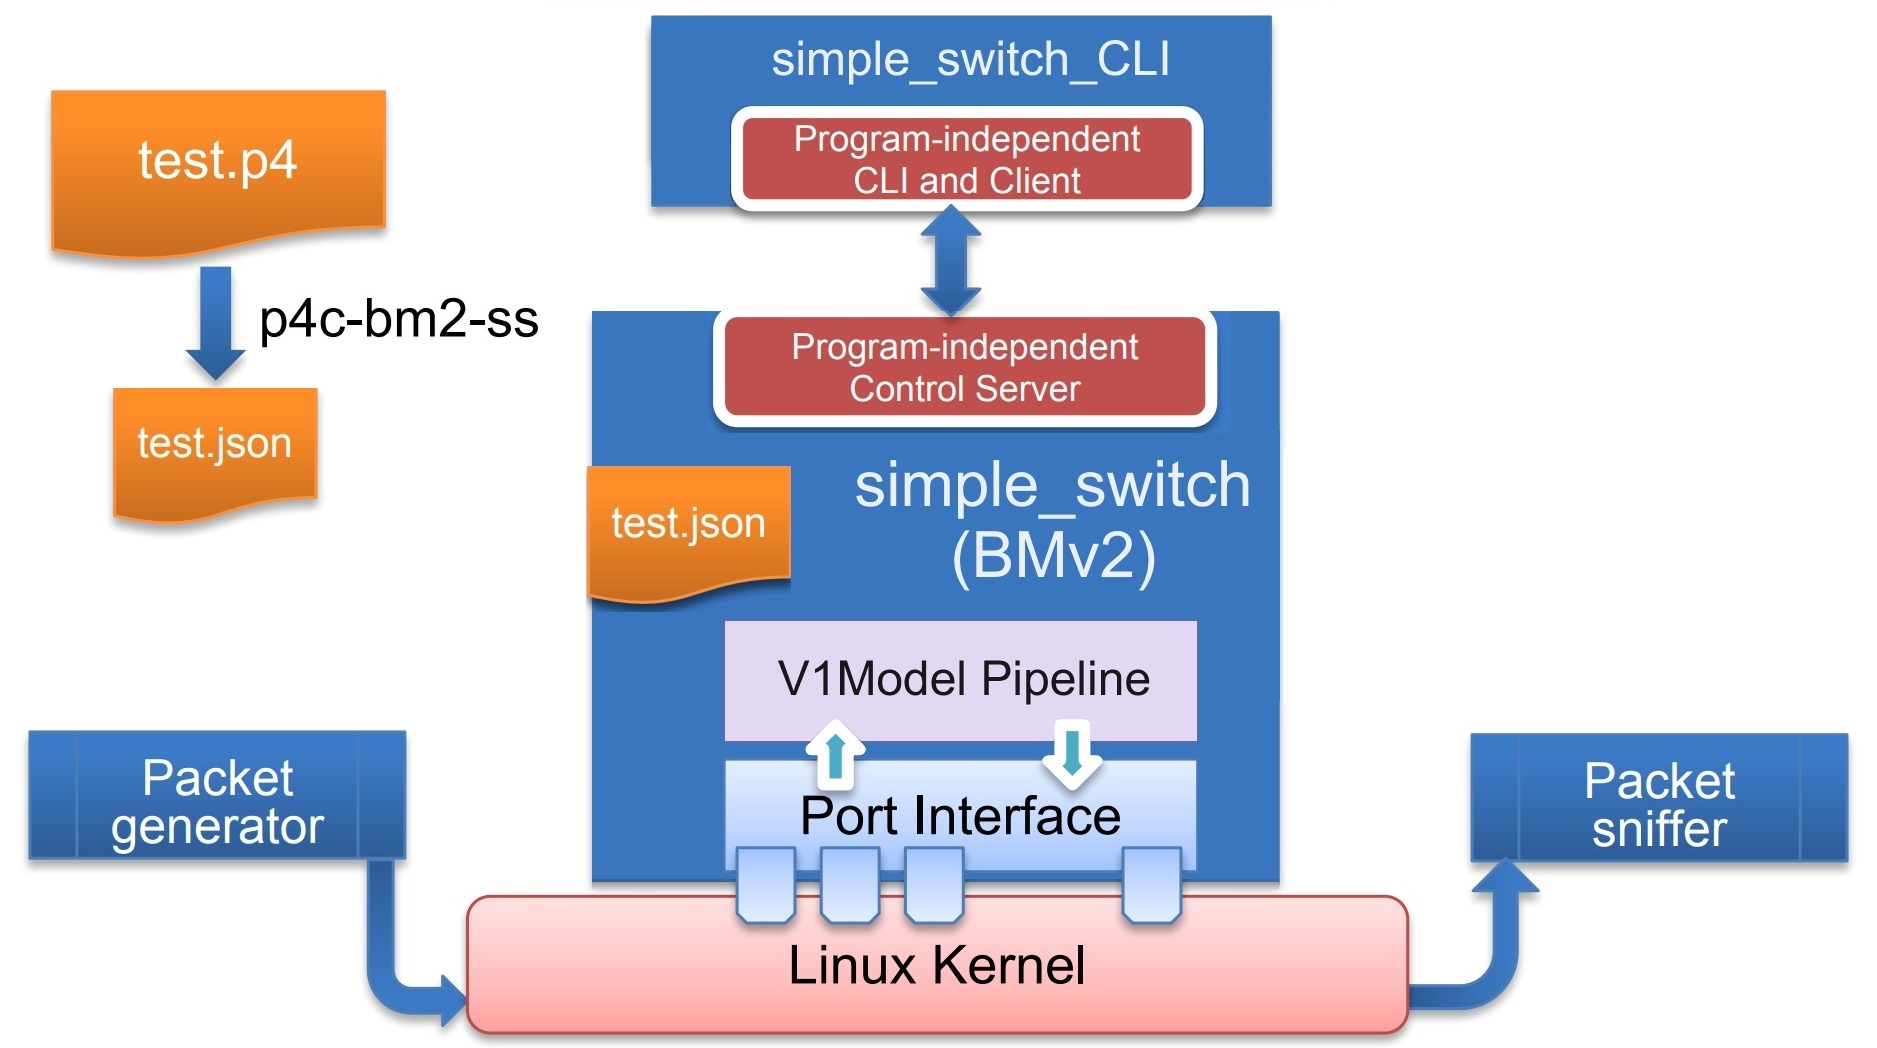 simple_switch_CLI
Program-independent
CLI and Client
test.p4
p4c-bm2-ss
test.json
Program-independent
Control Server
test.json
simple_switch
(BMv2)
V1Model Pipeline
Port Interface
Packet
generator
Packet
sniffer
Linux Kernel